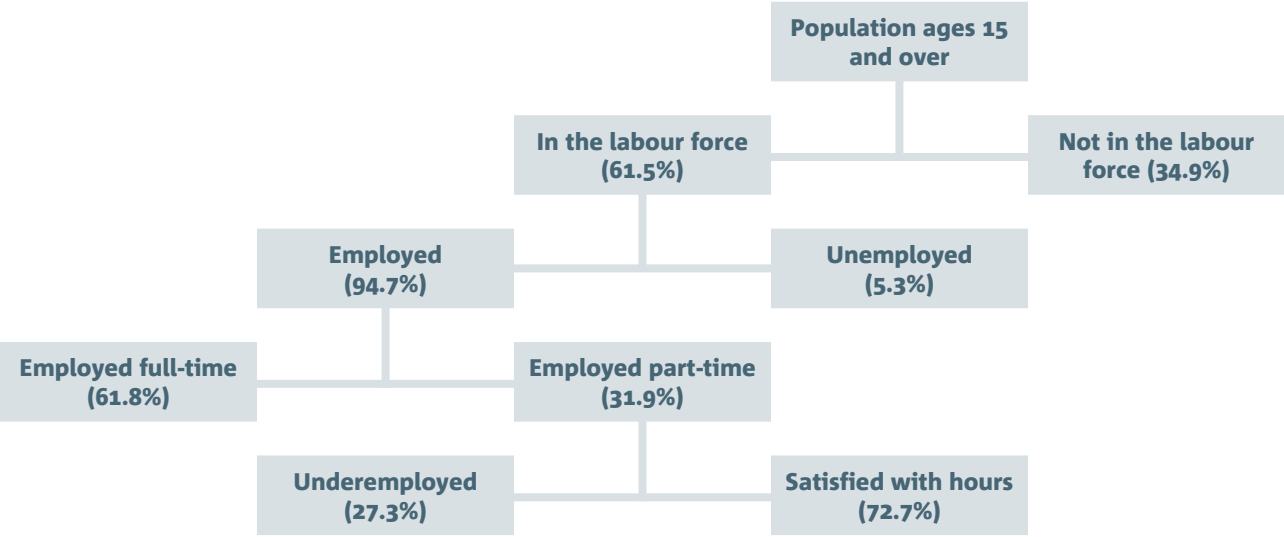 Population ages 15
and over
In the labour force
(61.5%)
Not in the labour
force (34.9%)
Employed
(94.7%)
Unemployed
(5.3%)
Employed full-time
(61.8%)
Employed part-time
(31.9%)
Underemployed
(27.3%)
Satisfied with hours
(72.7%)